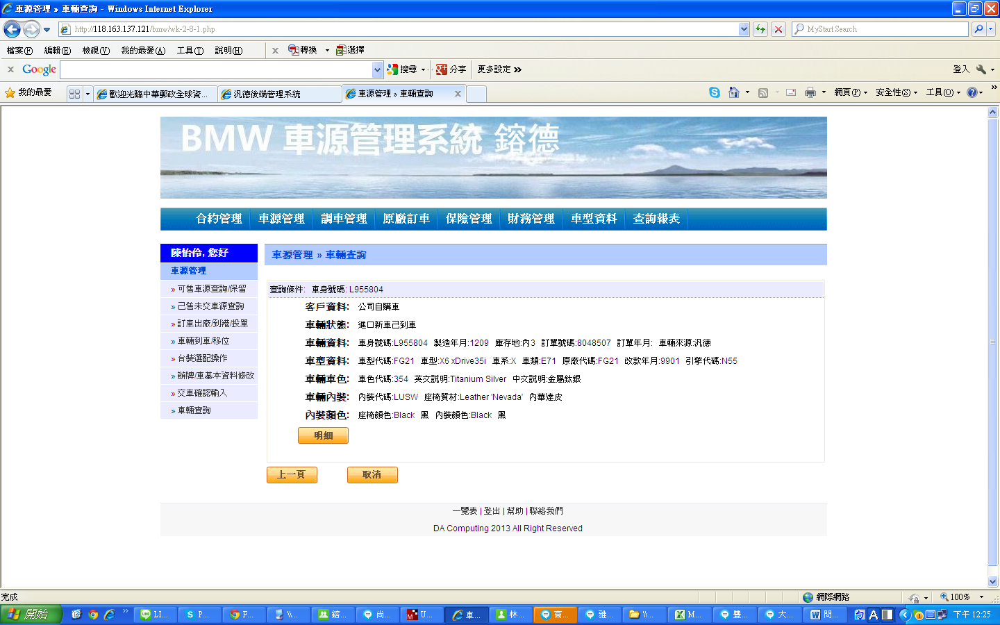 車源管理 » 車輛查詢 - Windows Internet Explorer
http://118.163.137.121/bmw/wk-2-8-1.php
MyStart Search
檔案(F) 編輯(E) 檢視(V) 我的最愛(A) 工具(T) 說明(H) x 轉換 選擇
x Google 搜尋 分享 更多設定 » 登入
我的最愛 歡迎光臨中華郵政全球資... 汎德後端管理系統 車源管理 » 車輛查詢 x 網頁(P) 安全性(S) 工具(O) »
BMW 車源管理系統 鎔德
合約管理 車源管理 調車管理 原廠訂車 保險管理 財務管理 車型資料 查詢報表
陳怡伶, 您好
車源管理
» 可售車源查詢/保留
» 己售未交車源查詢
» 訂車出廠/到港/投單
» 車輛到車/移位
» 台裝選配操作
» 辦牌/車基本資料修改
» 交車確認輸入
» 車輛查詢
車源管理 » 車輛查詢
查詢條件: 車身號碼: L955804
客戶資料: 公司自購車
車輛狀態: 進口新車己到車
車輛資料: 車身號碼:L955804 製造年月:1209 庫存地:內3 訂單號碼:8048507 訂單年月: 車輛來源:汎德
車型資料: 車型代碼:FG21 車型:X6 xDrive35i 車系:X 車類:E71 原廠代碼:FG21 改款年月:9901 引擎代碼:N55
車輛車色: 車色代碼:354 英文說明:Titanium Silver 中文說明:金屬鈦銀
車輛內裝: 內裝代碼:LUSW 座椅質材:Leather 'Nevada' 內華達皮
內裝顏色: 座椅顏色:Black 黑 內裝顏色:Black 黑
明細
上一頁 取消
一覽表 | 登出 | 幫助 | 聯絡我們
DA Computing 2013 All Right Reserved
完成 網際網路 100%
開始 » LI... P... F... \\... 鎔... 尚... U... 車... 林... 高... 雅... \\... M... 豐... 大... 問... A 下午 12:25